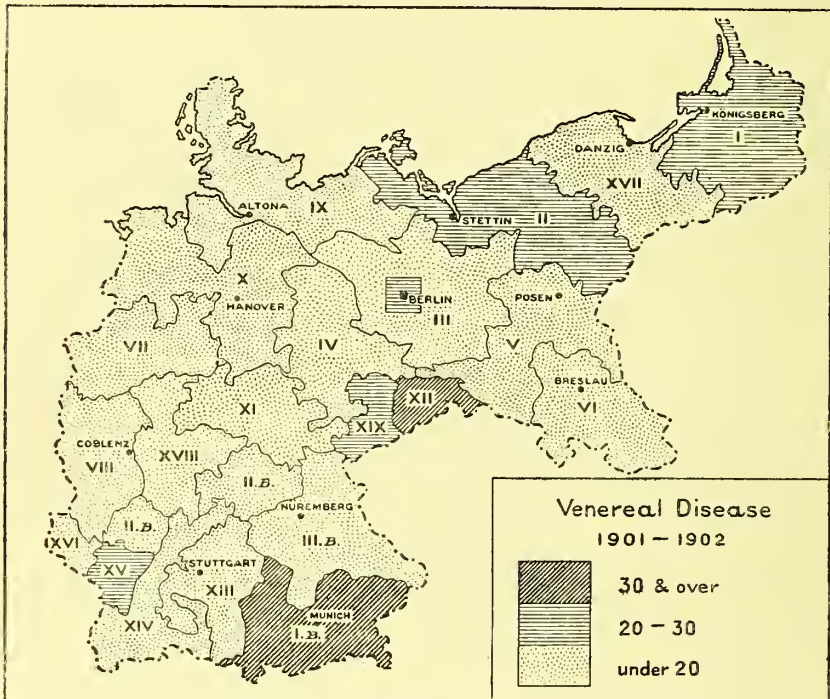 KÖNIGSBERG
I
DANZIG
XVII
ALTONA
IX
STETTIN
II
X
HANOVER
BERLIN
III
POSEN
V
VII
IV
BRESLAU
VI
XI
XII
XIX
COBLENZ
VIII
XVIII
II.B.
NUREMBERG
III.B.
II.B.
XVI
XV
STUTTGART
XIII
XIV
MUNICH
I.B.
Venereal Disease
1901–1902
30 & over
20–30
under 20